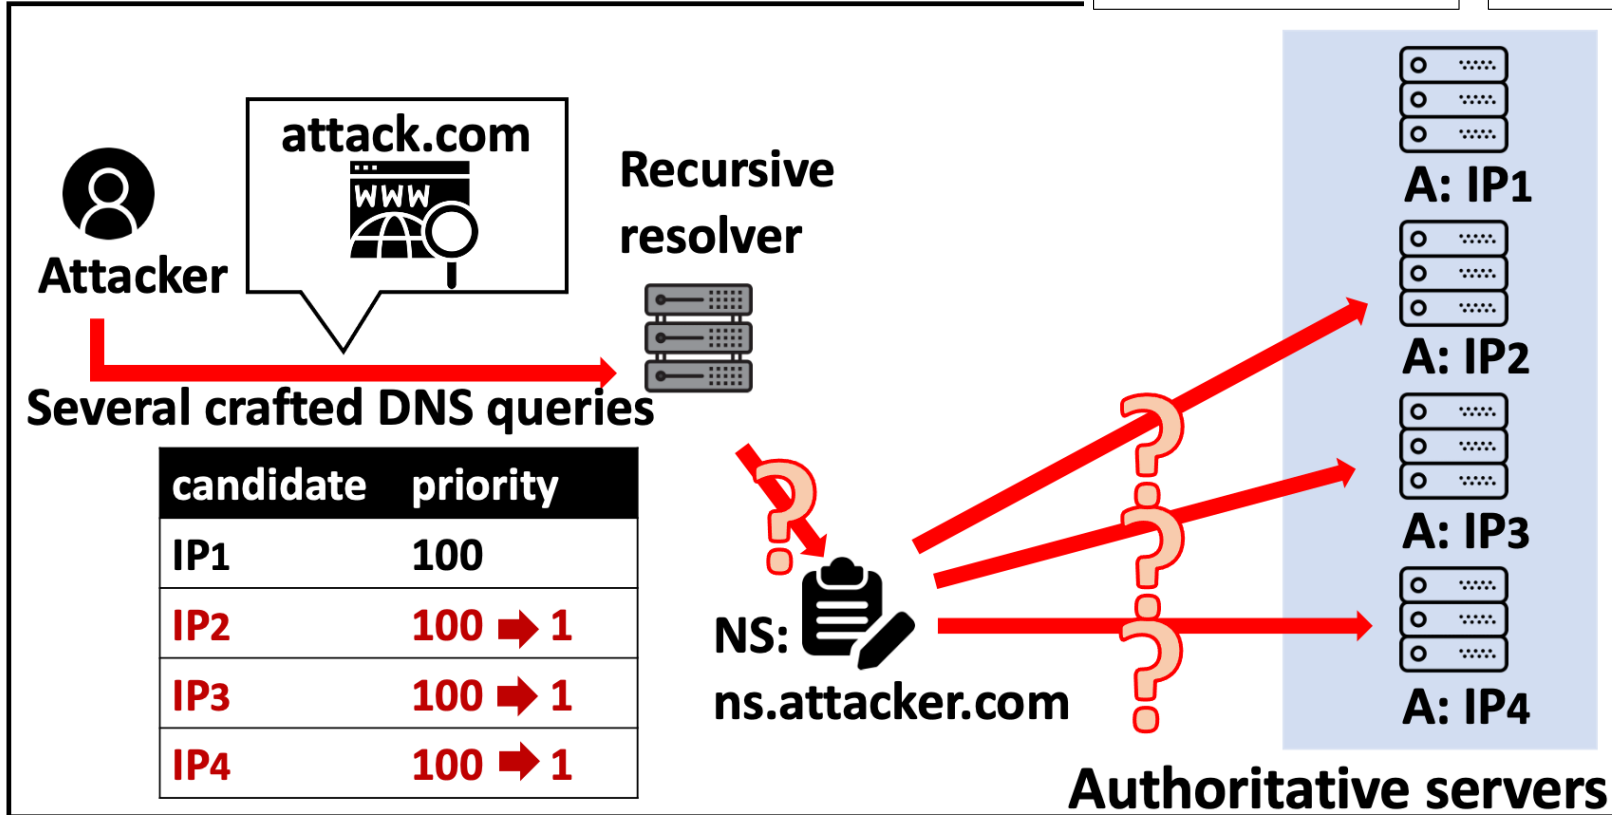 attack.com
WWW
Attacker
Recursive
resolver
Several crafted DNS queries
candidate priority
IP1 100
IP2 100 ➡ 1
IP3 100 ➡ 1
IP4 100 ➡ 1
?
NS:
ns.attacker.com
?
?
?
A: IP1
A: IP2
A: IP3
A: IP4
Authoritative servers